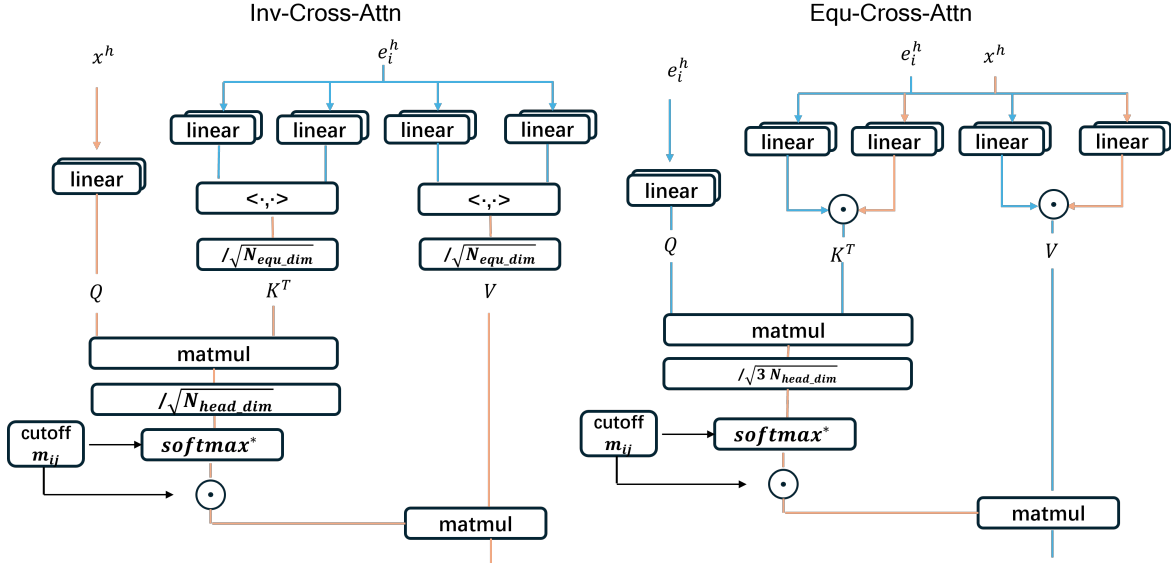 Inv-Cross-Attn
x^h
e_i^h
linear
linear
linear
linear
linear
<·,·>
<·,·>
/√N_equ_dim
/√N_equ_dim
Q
K^T
V
matmul
/√N_head_dim
cutoff
m_ij
softmax*
matmul
Equ-Cross-Attn
e_i^h
e_i^h
x^h
linear
linear
linear
linear
linear
Q
K^T
V
matmul
/√3 N_head_dim
cutoff
m_ij
softmax*
matmul